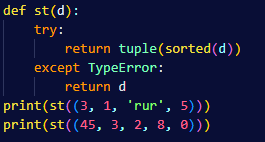 def st(d):
    try:
        return tuple(sorted(d))
    except TypeError:
        return d
print(st((3, 1, 'rur', 5)))
print(st((45, 3, 2, 8, 0)))